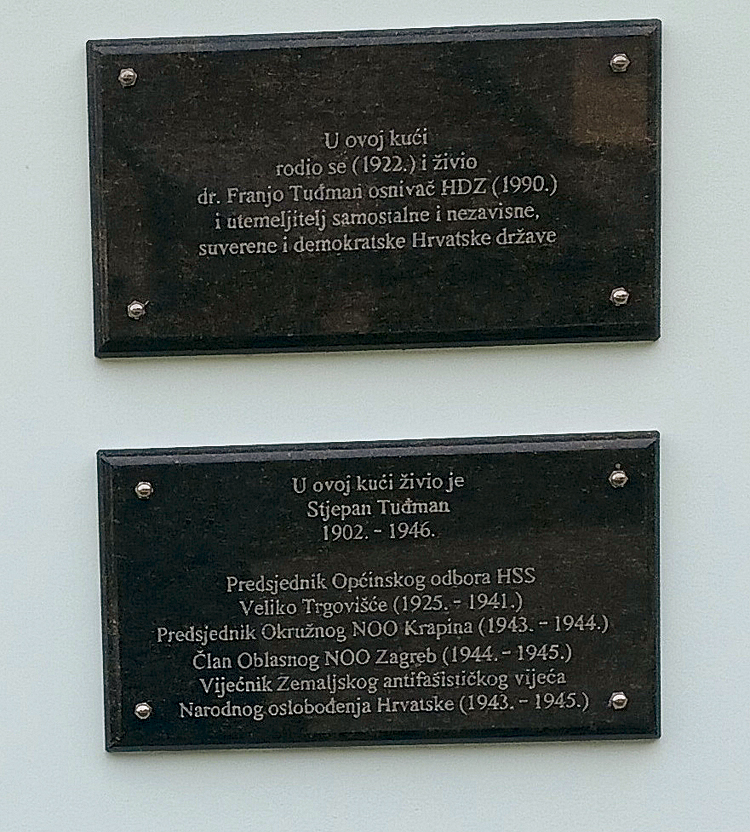 U ovoj kući
rodio se (1922.) i živio
dr. Franjo Tuđman osnivač HDZ (1990.)
i utemeljitelj samostalne i nezavisne,
suverene i demokratske Hrvatske države
U ovoj kući živio je
Stjepan Tuđman
1902. - 1946.
Predsjednik Općinskog odbora HSS
Veliko Trgovišće (1925. - 1941.)
Predsjednik Okružnog NOO Krapina (1943. - 1944.)
Član Oblasnog NOO Zagreb (1944. - 1945.)
Vijećnik Zemaljskog antifašističkog vijeća
Narodnog oslobođenja Hrvatske (1943. - 1945.)